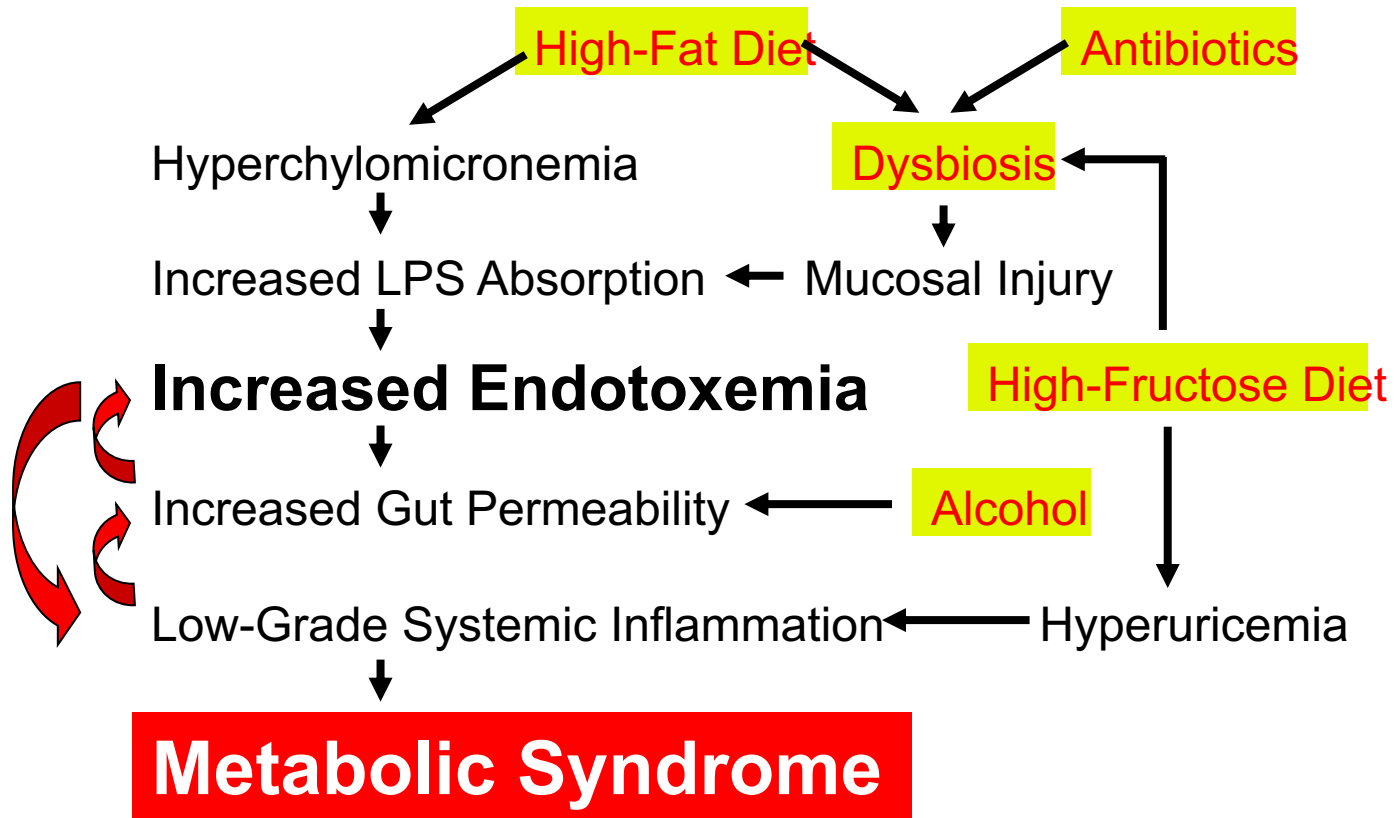 High-Fat Diet
Antibiotics
Hyperchylomicronemia
Dysbiosis
Increased LPS Absorption
Mucosal Injury
Increased Endotoxemia
High-Fructose Diet
Increased Gut Permeability
Alcohol
Low-Grade Systemic Inflammation
Hyperuricemia
Metabolic Syndrome